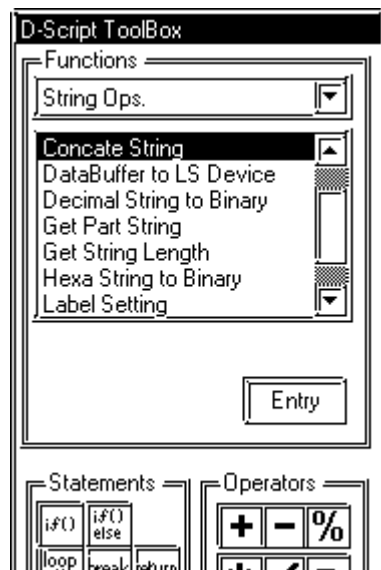 D-Script ToolBox
Functions
String Ops.
Concate String
DataBuffer to LS Device
Decimal String to Binary
Get Part String
Get String Length
Hexa String to Binary
Label Setting
Entry
Statements
Operators
if() if() else + - %
loop break return